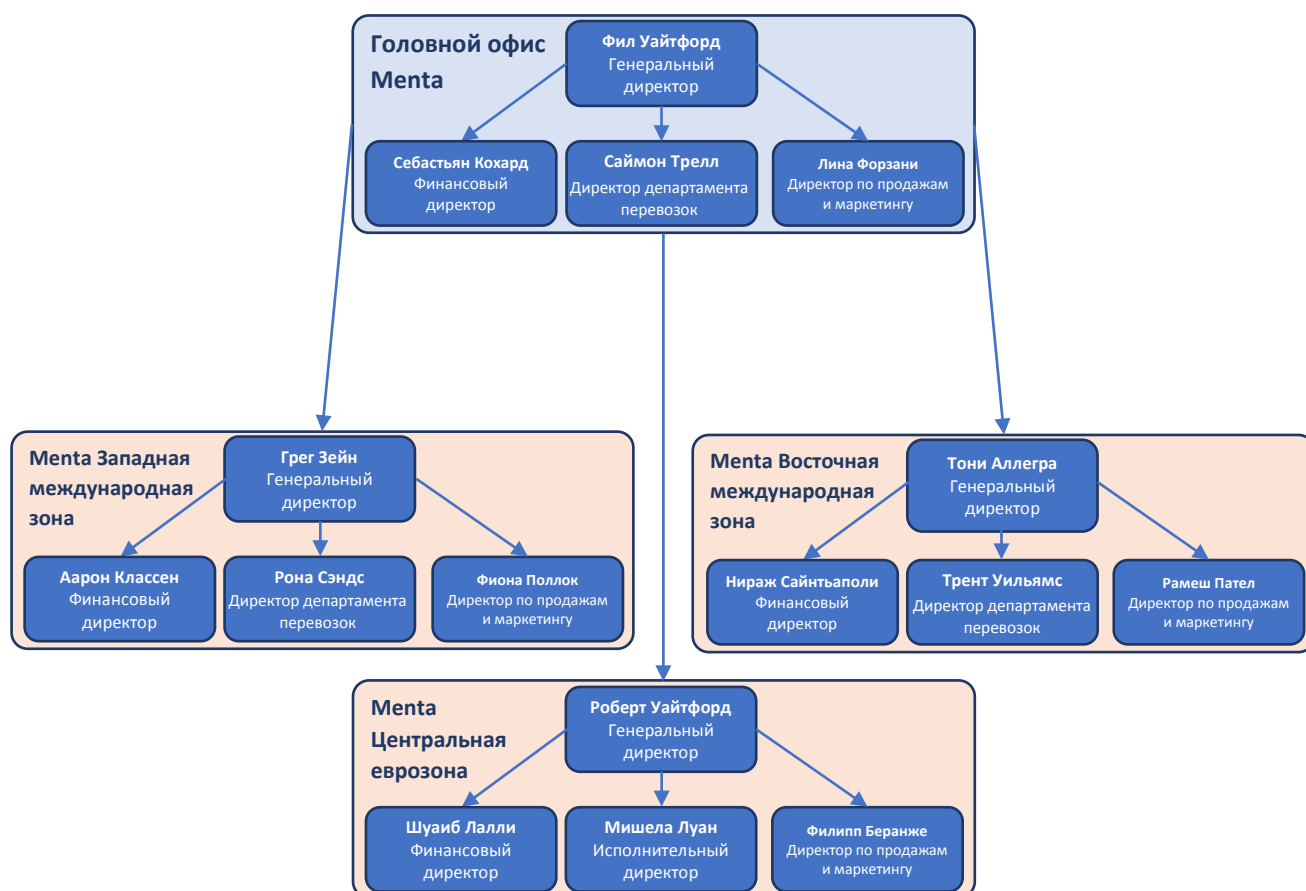 Головной офис
Menta
Фил Уайтфорд
Генеральный
директор
Себастьян Кохард
Финансовый
директор
Саймон Трелл
Директор департамента
перевозок
Лина Форзани
Директор по продажам
и маркетингу
Menta Западная
международная
зона
Грег Зейн
Генеральный
директор
Аарон Классен
Финансовый
директор
Рона Сэндс
Директор департамента
перевозок
Фиона Поллок
Директор по продажам
и маркетингу
Menta Восточная
международная
зона
Тони Аллегра
Генеральный
директор
Нираж Сайнтьаполи
Финансовый
директор
Трент Уильямс
Директор департамента
перевозок
Рамеш Пател
Директор по продажам
и маркетингу
Menta
Центральная
еврозона
Роберт Уайтфорд
Генеральный
директор
Шуаиб Лалли
Финансовый
директор
Мишела Луан
Исполнительный
директор
Филипп Беранже
Директор по продажам
и маркетингу